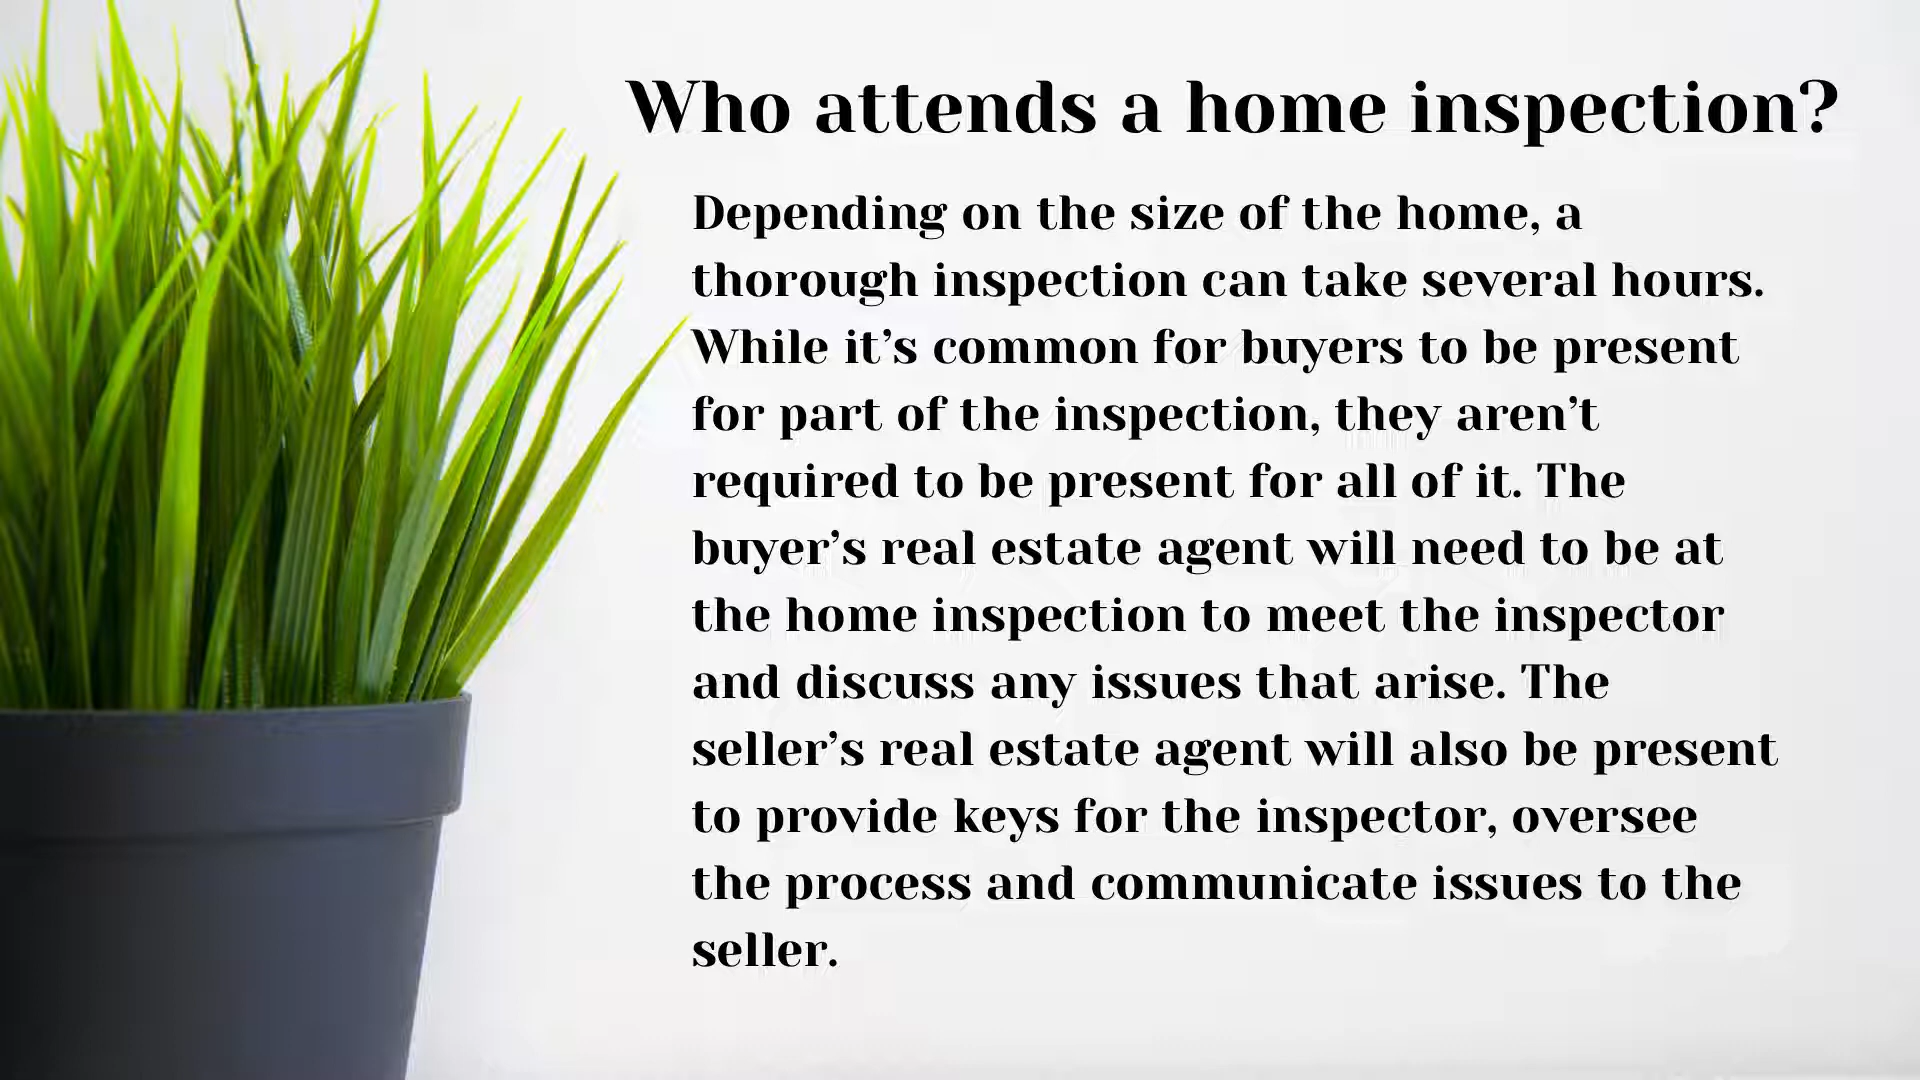 Who attends a home inspection?
Depending on the size of the home, a
thorough inspection can take several hours.
While it’s common for buyers to be present
for part of the inspection, they aren’t
required to be present for all of it. The
buyer’s real estate agent will need to be at
the home inspection to meet the inspector
and discuss any issues that arise. The
seller’s real estate agent will also be present
to provide keys for the inspector, oversee
the process and communicate issues to the
seller.